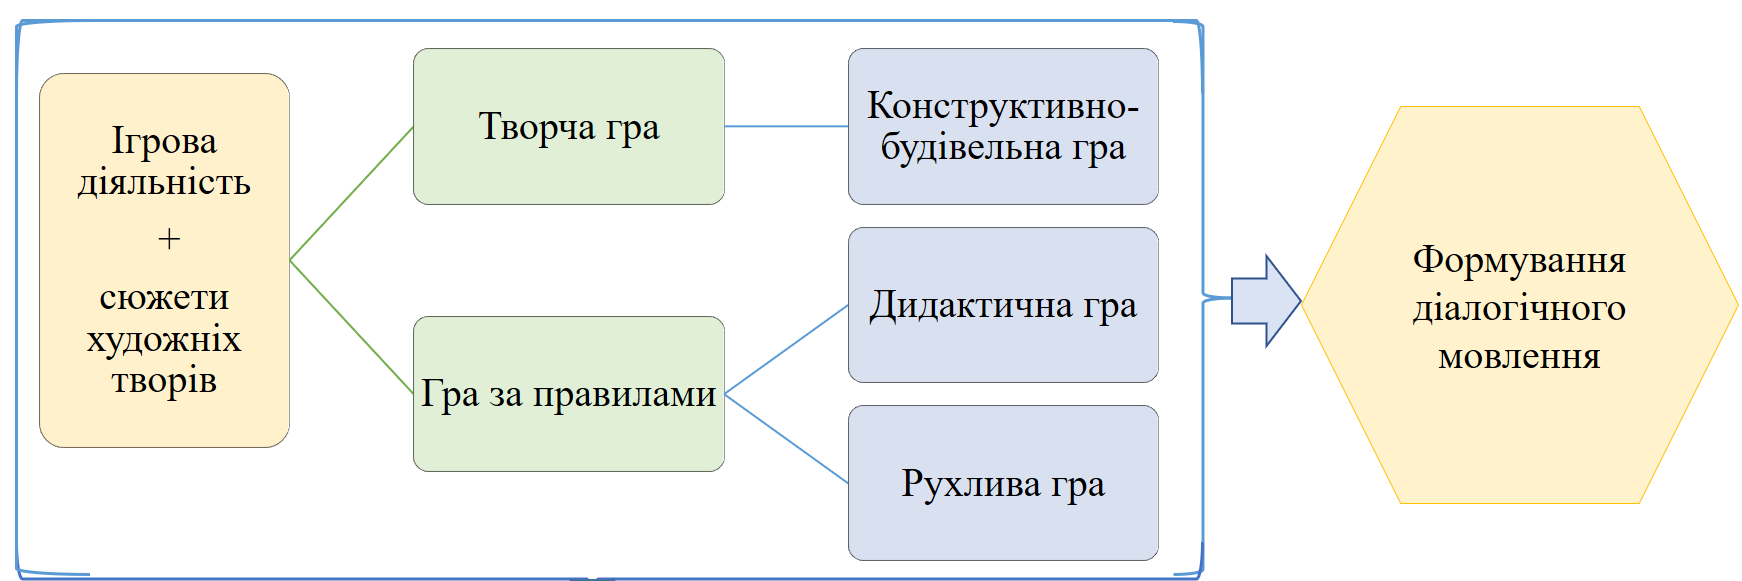 Ігрова
діяльність
+
сюжети
художніх
творів
Творча гра
Гра за правилами
Конструктивно-
будівельна гра
Дидактична гра
Рухлива гра
Формування
діалогічного
мовлення